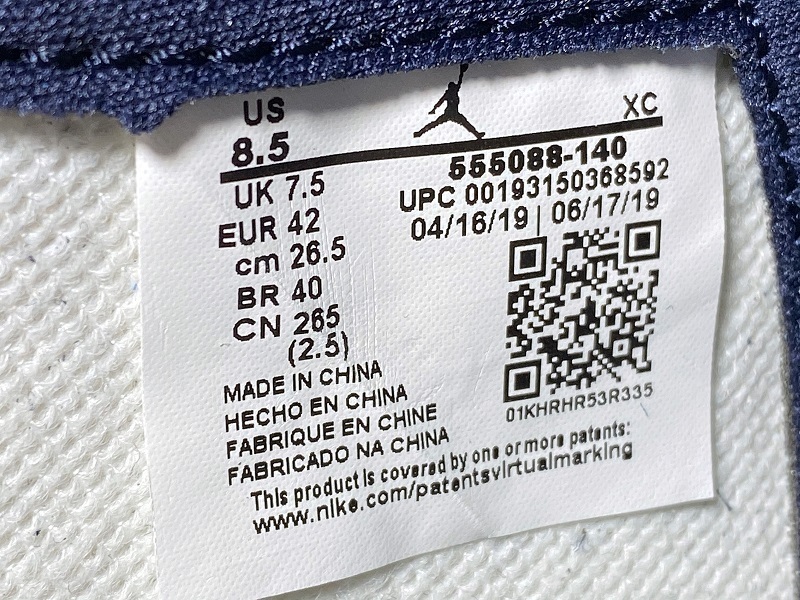 US
8.5
XC
555088-140
UPC 00193150368592
04/16/19 | 06/17/19
UK 7.5
EUR 42
cm 26.5
BR 40
CN 265
(2.5)
01KHRHR53R335
MADE IN CHINA
HECHO EN CHINA
FABRIQUE EN CHINE
FABRICADO NA CHINA
This product is covered by one or more patents:
www.nike.com/patentsvirtualmarking